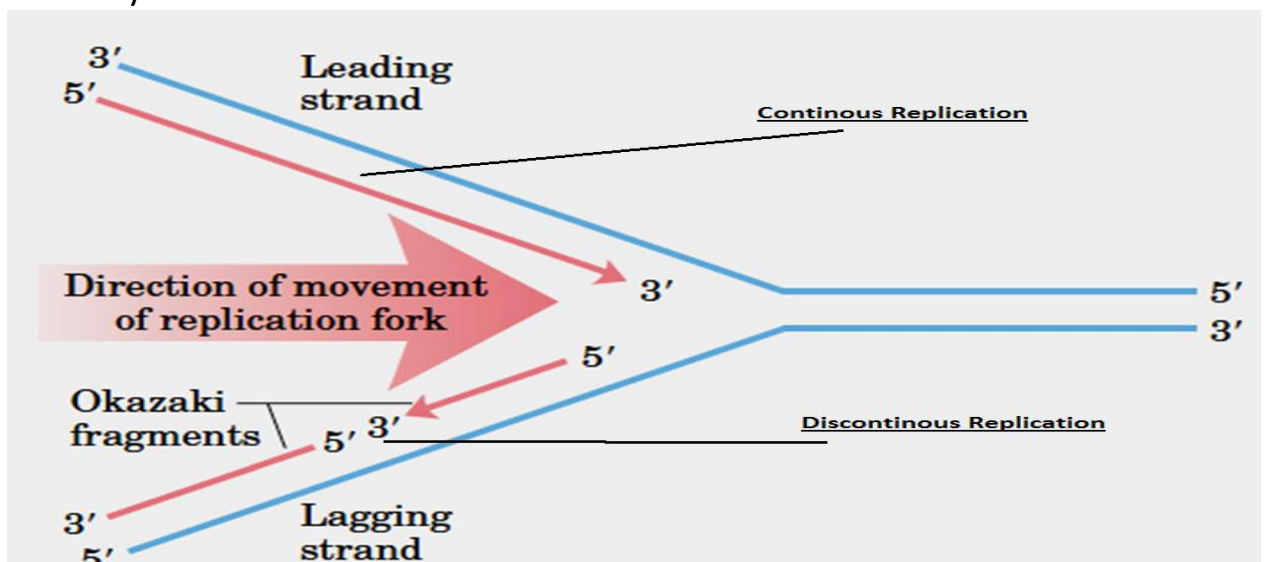 3′
5′
Leading
strand
Continous Replication
3′
5′
3′
Direction of movement
of replication fork
5′
Okazaki
fragments
5′ 3′
Discontinous Replication
3′
5′
Lagging
strand